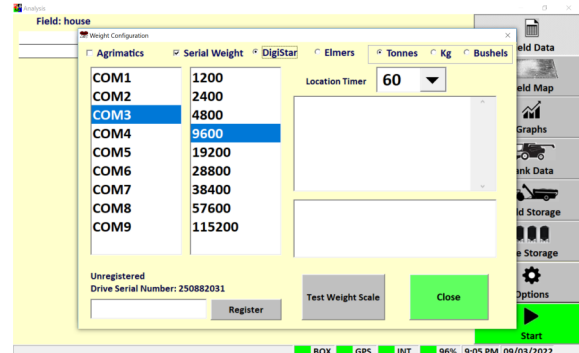 Analysis
Field: house
Weight Configuration
Agrimatics Serial Weight DigiStar Elmers Tonnes Kg Bushels
COM1
COM2
COM3
COM4
COM5
COM6
COM7
COM8
COM9
1200
2400
4800
9600
19200
28800
38400
57600
115200
Location Timer 60
Unregistered
Drive Serial Number: 250882031
Register
Test Weight Scale
Close
eld Data
eld Map
Graphs
nk Data
ld Storage
e Storage
Options
Start
BOX GPS INT 96% 9:05 PM 09/03/2022